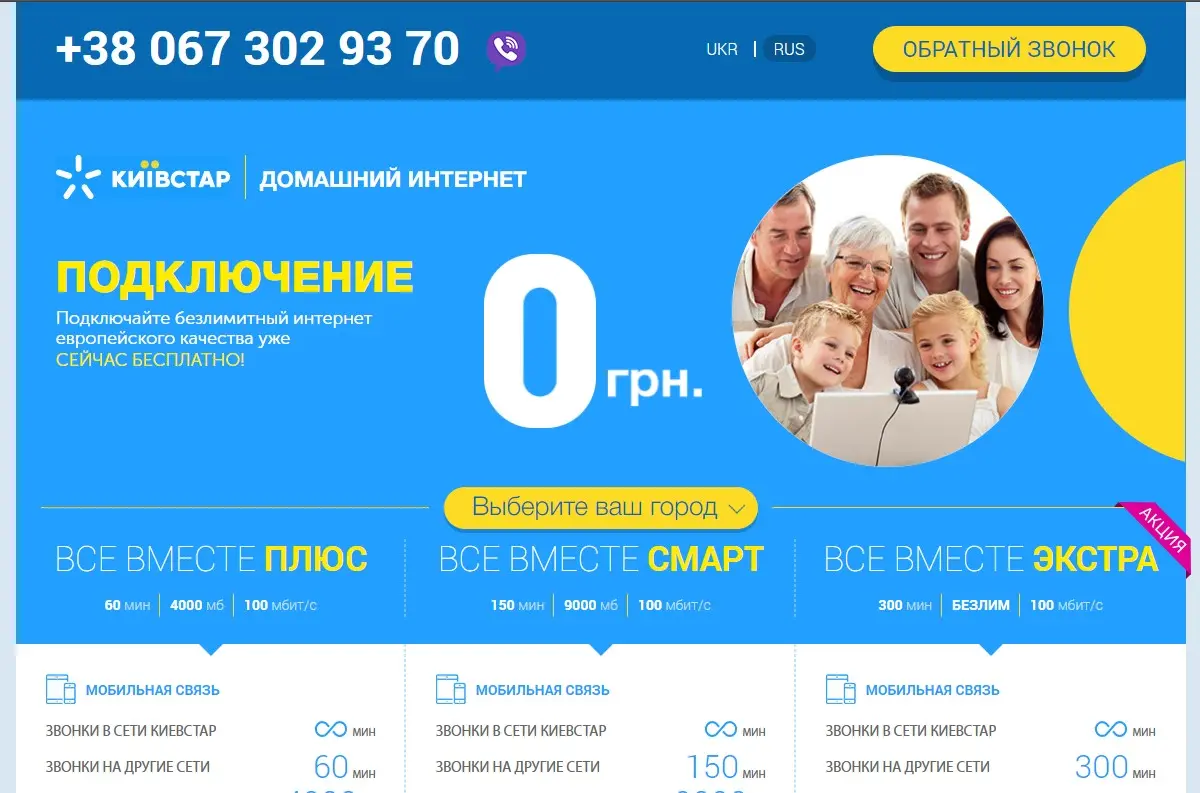 +38 067 302 93 70
UKR | RUS
ОБРАТНЫЙ ЗВОНОК
КИЇВСТАР | ДОМАШНИЙ ИНТЕРНЕТ
ПОДКЛЮЧЕНИЕ
Подключайте безлимитный интернет
европейского качества уже
СЕЙЧАС БЕСПЛАТНО!
0 грн.
Выберите ваш город
АКЦИЯ
ВСЕ ВМЕСТЕ ПЛЮС
60 мин | 4000 мб | 100 мбит/с
ВСЕ ВМЕСТЕ СМАРТ
150 мин | 9000 мб | 100 мбит/с
ВСЕ ВМЕСТЕ ЭКСТРА
300 мин | БЕЗЛИМ | 100 мбит/с
МОБИЛЬНАЯ СВЯЗЬ
ЗВОНКИ В СЕТИ КИЕВСТАР ∞ мин
ЗВОНКИ НА ДРУГИЕ СЕТИ 60 мин
МОБИЛЬНАЯ СВЯЗЬ
ЗВОНКИ В СЕТИ КИЕВСТАР ∞ мин
ЗВОНКИ НА ДРУГИЕ СЕТИ 150 мин
МОБИЛЬНАЯ СВЯЗЬ
ЗВОНКИ В СЕТИ КИЕВСТАР ∞ мин
ЗВОНКИ НА ДРУГИЕ СЕТИ 300 мин